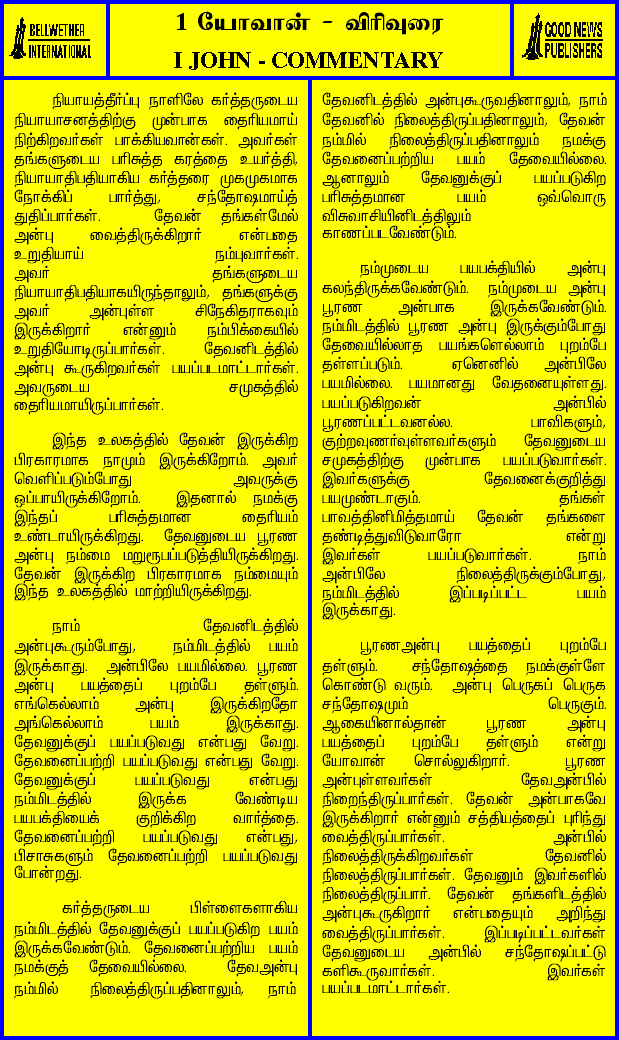 BELLWETHER
INTERNATIONAL
1 யோவான் - விரிவுரை
I JOHN - COMMENTARY
GOOD NEWS
PUBLISHERS
நியாயத்தீர்ப்பு நாளிலே கர்த்தருடைய
நியாயாசனத்திற்கு முன்பாக தைரியமாய்
நிற்கிறவர்கள் பாக்கியவான்கள். அவர்கள்
தங்களுடைய பரிசுத்த கரத்தை உயர்த்தி,
நியாயாதிபதியாகிய கர்த்தரை முகமுகமாக
நோக்கிப் பார்த்து, சந்தோஷமாய்த்
துதிப்பார்கள். தேவன் தங்கள்மேல்
அன்பு வைத்திருக்கிறார் என்பதை
உறுதியாய் நம்புவார்கள்.
அவர் தங்களுடைய
நியாயாதிபதியாகயிருந்தாலும், தங்களுக்கு
அவர் அன்புள்ள சிநேகிதராகவும்
இருக்கிறார் என்னும் நம்பிக்கையில்
உறுதியோடிருப்பார்கள். தேவனிடத்தில்
அன்பு கூருகிறவர்கள் பயப்படமாட்டார்கள்.
அவருடைய சமுகத்தில்
தைரியமாயிருப்பார்கள்.
இந்த உலகத்தில் தேவன் இருக்கிற
பிரகாரமாக நாமும் இருக்கிறோம். அவர்
வெளிப்படும்போது அவருக்கு
ஒப்பாயிருக்கிறோம். இதனால் நமக்கு
இந்தப் பரிசுத்தமான தைரியம்
உண்டாயிருக்கிறது. தேவனுடைய பூரண
அன்பு நம்மை மறுரூபப்படுத்தியிருக்கிறது.
தேவன் இருக்கிற பிரகாரமாக நம்மையும்
இந்த உலகத்தில் மாற்றியிருக்கிறது.
நாம் தேவனிடத்தில்
அன்புகூரும்போது, நம்மிடத்தில் பயம்
இருக்காது. அன்பிலே பயமில்லை. பூரண
அன்பு பயத்தைப் புறம்பே தள்ளும்.
எங்கெல்லாம் அன்பு இருக்கிறதோ
அங்கெல்லாம் பயம் இருக்காது.
தேவனுக்குப் பயப்படுவது என்பது வேறு.
தேவனைப்பற்றி பயப்படுவது என்பது வேறு.
தேவனுக்குப் பயப்படுவது என்பது
நம்மிடத்தில் இருக்க வேண்டிய
பயபக்தியைக் குறிக்கிற வார்த்தை.
தேவனைப்பற்றி பயப்படுவது என்பது,
பிசாசுகளும் தேவனைப்பற்றி பயப்படுவது
போன்றது.
கர்த்தருடைய பிள்ளைகளாகிய
நம்மிடத்தில் தேவனுக்குப் பயப்படுகிற பயம்
இருக்கவேண்டும். தேவனைப்பற்றிய பயம்
நமக்குத் தேவையில்லை. தேவஅன்பு
நம்மில் நிலைத்திருப்பதினாலும், நாம்
தேவனிடத்தில் அன்புகூருவதினாலும், நாம்
தேவனில் நிலைத்திருப்பதினாலும், தேவன்
நம்மில் நிலைத்திருப்பதினாலும் நமக்கு
தேவனைப்பற்றிய பயம் தேவையில்லை.
ஆனாலும் தேவனுக்குப் பயப்படுகிற
பரிசுத்தமான பயம் ஒவ்வொரு
விசுவாசியினிடத்திலும்
காணப்படவேண்டும்.
நம்முடைய பயபக்தியில் அன்பு
கலந்திருக்கவேண்டும். நம்முடைய அன்பு
பூரண அன்பாக இருக்கவேண்டும்.
நம்மிடத்தில் பூரண அன்பு இருக்கும்போது
தேவையில்லாத பயங்களெல்லாம் புறம்பே
தள்ளப்படும். ஏனெனில் அன்பிலே
பயமில்லை. பயமானது வேதனையுள்ளது.
பயப்படுகிறவன் அன்பில்
பூரணப்பட்டவனல்ல. பாவிகளும்,
குற்றவுணர்வுள்ளவர்களும் தேவனுடைய
சமுகத்திற்கு முன்பாக பயப்படுவார்கள்.
இவர்களுக்கு தேவனைக்குறித்து
பயமுண்டாகும். தங்கள்
பாவத்தினிமித்தமாய் தேவன் தங்களை
தண்டித்துவிடுவாரோ என்று
இவர்கள் பயப்படுவார்கள். நாம்
அன்பிலே நிலைத்திருக்கும்போது,
நம்மிடத்தில் இப்படிப்பட்ட பயம்
இருக்காது.
பூரணஅன்பு பயத்தைப் புறம்பே
தள்ளும். சந்தோஷத்தை நமக்குள்ளே
கொண்டு வரும். அன்பு பெருகப் பெருக
சந்தோஷமும் பெருகும்.
ஆகையினால்தான் பூரண அன்பு
பயத்தைப் புறம்பே தள்ளும் என்று
யோவான் சொல்லுகிறார். பூரண
அன்புள்ளவர்கள் தேவஅன்பில்
நிறைந்திருப்பார்கள். தேவன் அன்பாகவே
இருக்கிறார் என்னும் சத்தியத்தைப் புரிந்து
வைத்திருப்பார்கள். அன்பில்
நிலைத்திருக்கிறவர்கள் தேவனில்
நிலைத்திருப்பார்கள். தேவனும் இவர்களில்
நிலைத்திருப்பார். தேவன் தங்களிடத்தில்
அன்புகூருகிறார் என்பதையும் அறிந்து
வைத்திருப்பார்கள். இப்படிப்பட்டவர்கள்
தேவனுடைய அன்பில் சந்தோஷப்பட்டு
களிகூருவார்கள். இவர்கள்
பயப்படமாட்டார்கள்.